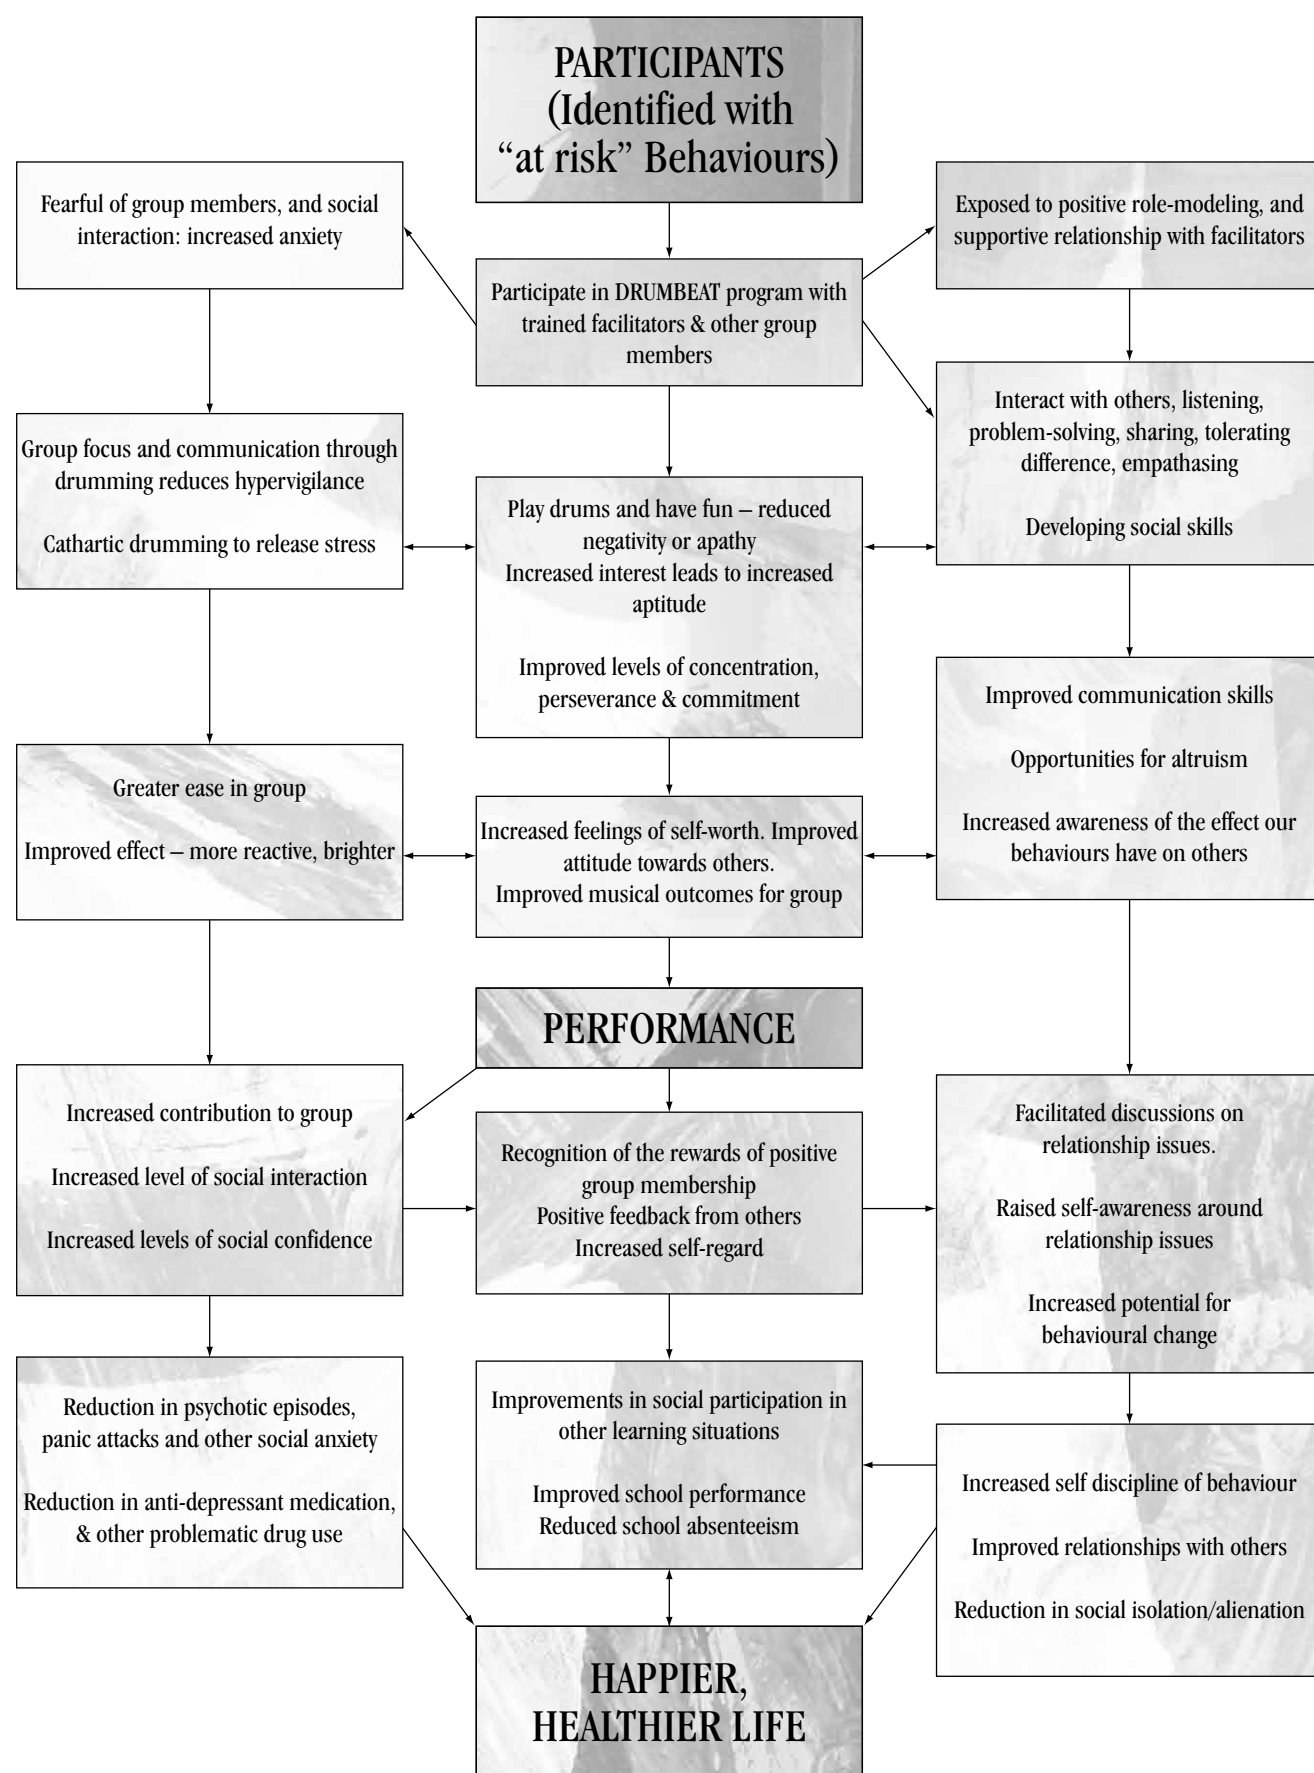 PARTICIPANTS
(Identified with
“at risk” Behaviours)
Fearful of group members, and social
interaction: increased anxiety
Exposed to positive role-modeling, and
supportive relationship with facilitators
Participate in DRUMBEAT program with
trained facilitators & other group
members
Interact with others, listening,
problem-solving, sharing, tolerating
difference, empathasing
Developing social skills
Group focus and communication through
drumming reduces hypervigilance
Cathartic drumming to release stress
Play drums and have fun – reduced
negativity or apathy
Increased interest leads to increased
aptitude
Improved levels of concentration,
perseverance & commitment
Improved communication skills
Opportunities for altruism
Increased awareness of the effect our
behaviours have on others
Greater ease in group
Improved effect – more reactive, brighter
Increased feelings of self-worth. Improved
attitude towards others.
Improved musical outcomes for group
PERFORMANCE
Increased contribution to group
Increased level of social interaction
Increased levels of social confidence
Recognition of the rewards of positive
group membership
Positive feedback from others
Increased self-regard
Facilitated discussions on
relationship issues.
Raised self-awareness around
relationship issues
Increased potential for
behavioural change
Reduction in psychotic episodes,
panic attacks and other social anxiety
Reduction in anti-depressant medication,
& other problematic drug use
Improvements in social participation in
other learning situations
Improved school performance
Reduced school absenteeism
Increased self discipline of behaviour
Improved relationships with others
Reduction in social isolation/alienation
HAPPIER,
HEALTHIER LIFE